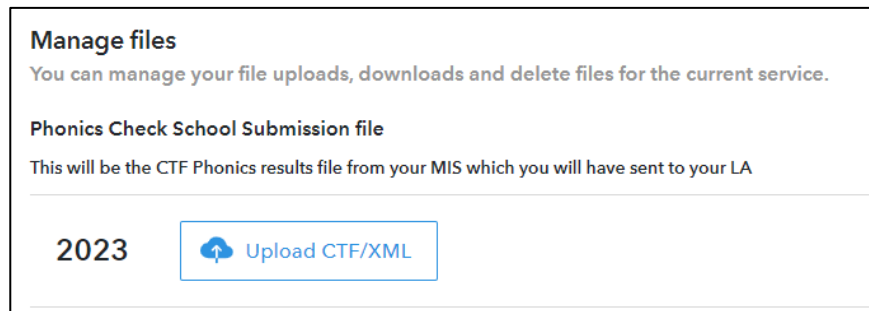 Manage files
You can manage your file uploads, downloads and delete files for the current service.
Phonics Check School Submission file
This will be the CTF Phonics results file from your MIS which you will have sent to your LA
2023 Upload CTF/XML